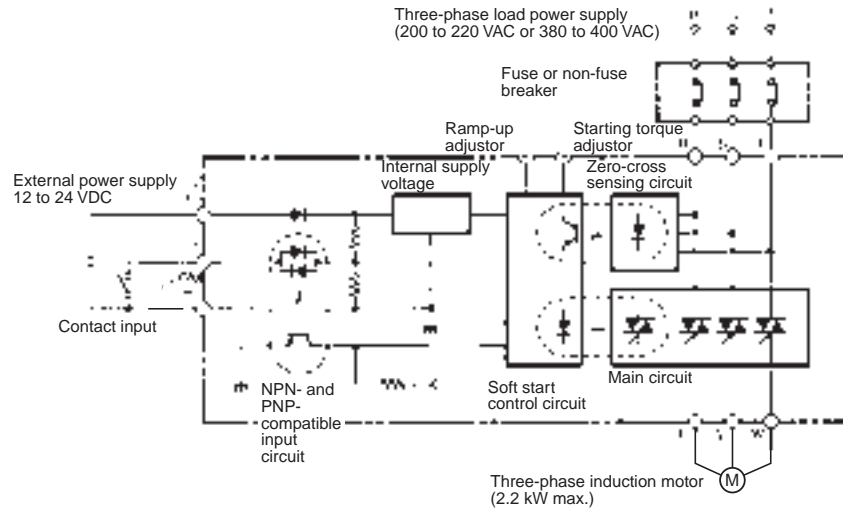 Three-phase load power supply
(200 to 220 VAC or 380 to 400 VAC)
Fuse or non-fuse
breaker
Ramp-up
adjustor
Starting torque
adjustor
External power supply
12 to 24 VDC
Internal supply
voltage
Zero-cross
sensing circuit
Contact input
NPN- and
PNP-
compatible
input
circuit
Soft start
control circuit
Main circuit
Three-phase induction motor
(2.2 kW max.)
M